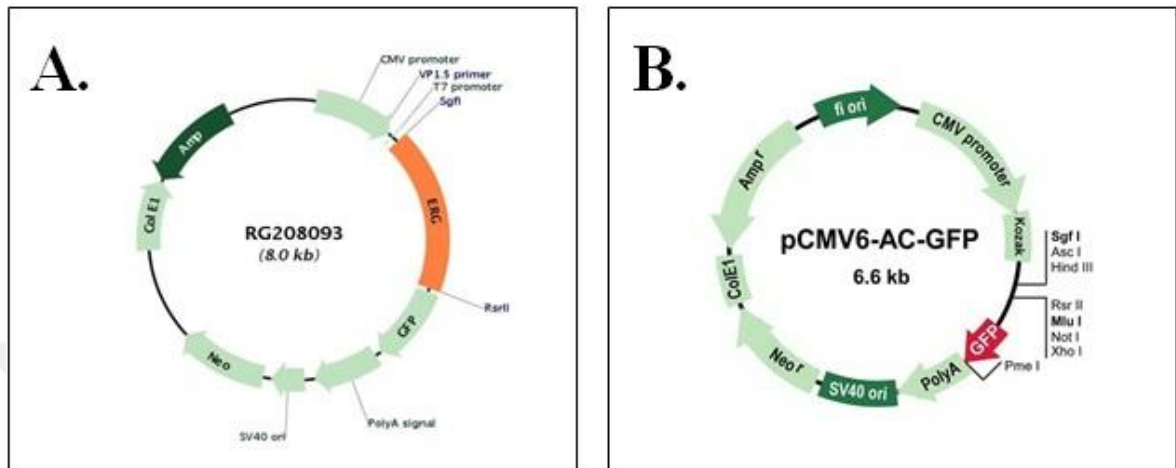 A.
CMV promoter
VP1.5 primer
T7 promoter
SgfI
Amp
Col E1
ERG
RG208093
(8.0 kb)
RsrII
GFP
Neo
PolyA signal
SV40 ori
B.
fi ori
CMV promoter
Amp r
Kozak
pCMV6-AC-GFP
6.6 kb
Sgf I
Asc I
Hind III
ColE1
Rsr II
Mlu I
Not I
Xho I
GFP
Pme I
PolyA
Neo r
SV40 ori